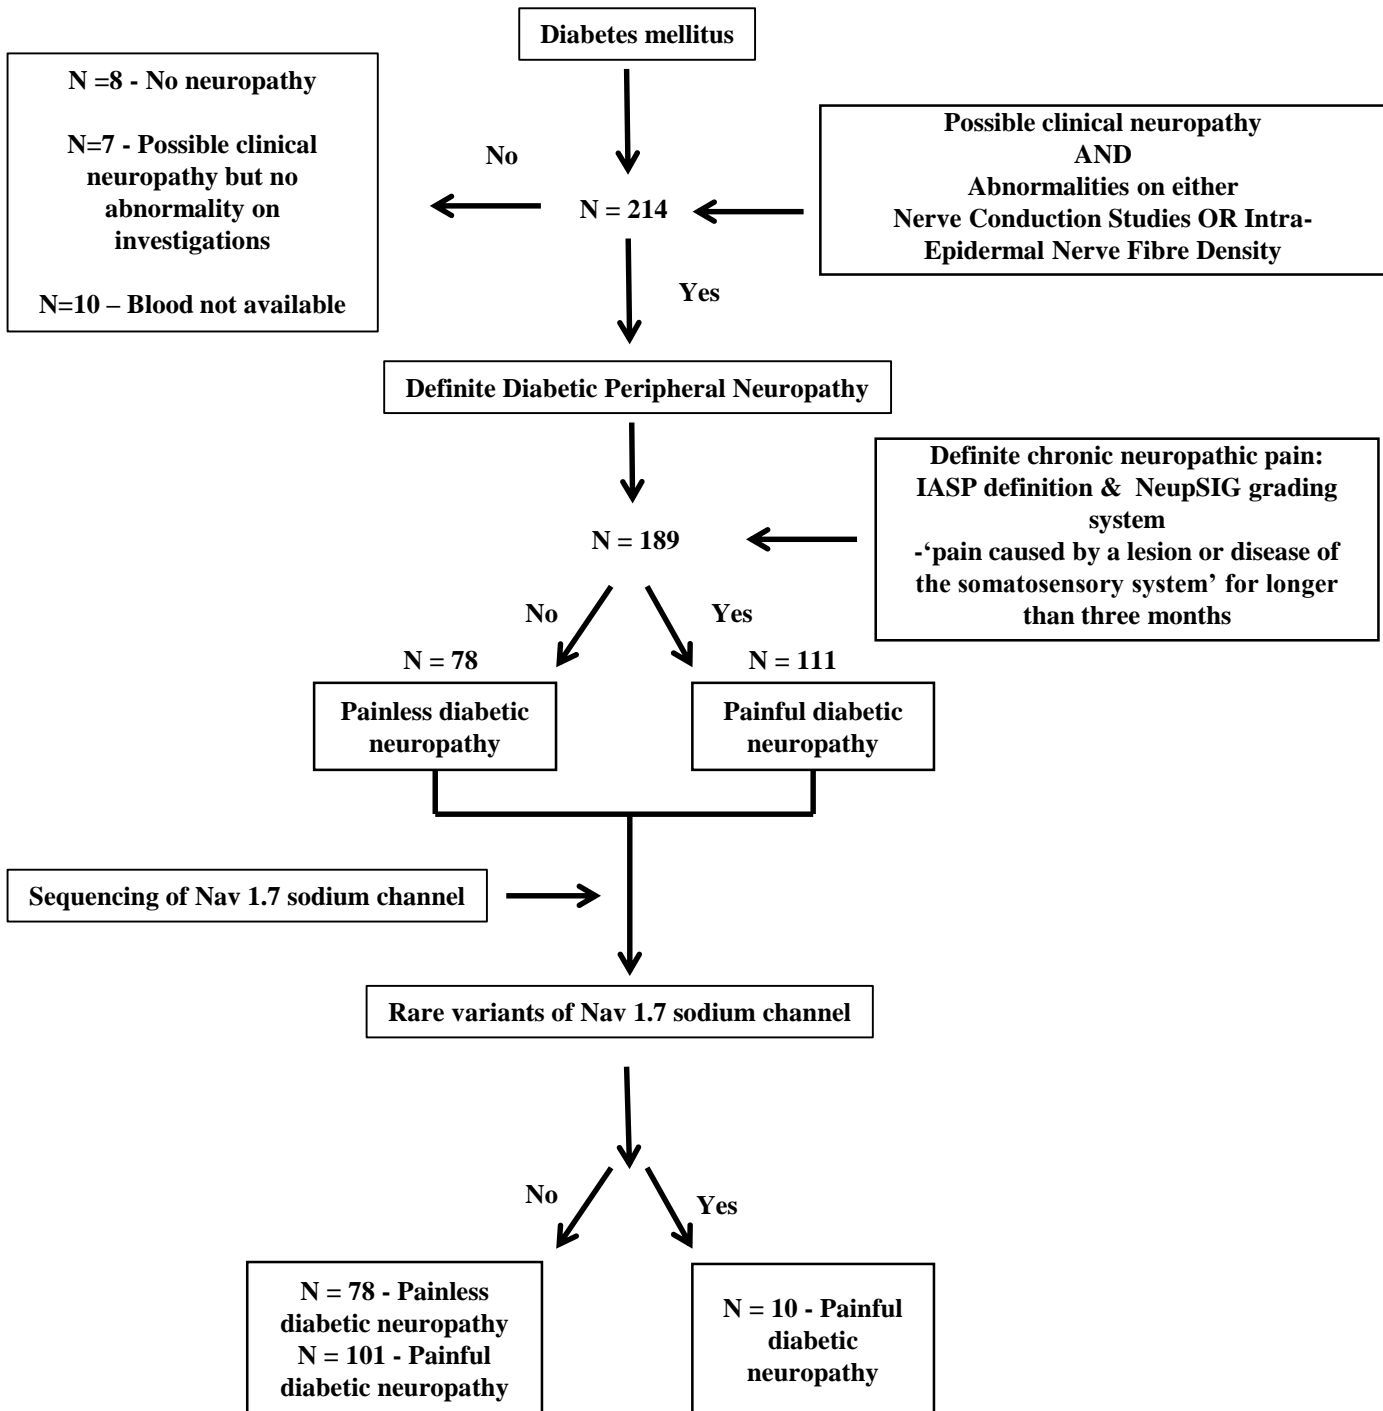 Diabetes mellitus
N =8 - No neuropathy
N=7 - Possible clinical
neuropathy but no
abnormality on
investigations
N=10 – Blood not available
No
N = 214
Possible clinical neuropathy
AND
Abnormalities on either
Nerve Conduction Studies OR Intra-
Epidermal Nerve Fibre Density
Yes
Definite Diabetic Peripheral Neuropathy
N = 189
Definite chronic neuropathic pain:
IASP definition & NeupSIG grading
system
-‘pain caused by a lesion or disease of
the somatosensory system’ for longer
than three months
No
Yes
N = 78
N = 111
Painless diabetic
neuropathy
Painful diabetic
neuropathy
Sequencing of Nav 1.7 sodium channel
Rare variants of Nav 1.7 sodium channel
No
Yes
N = 78 - Painless
diabetic neuropathy
N = 101 - Painful
diabetic neuropathy
N = 10 - Painful
diabetic
neuropathy